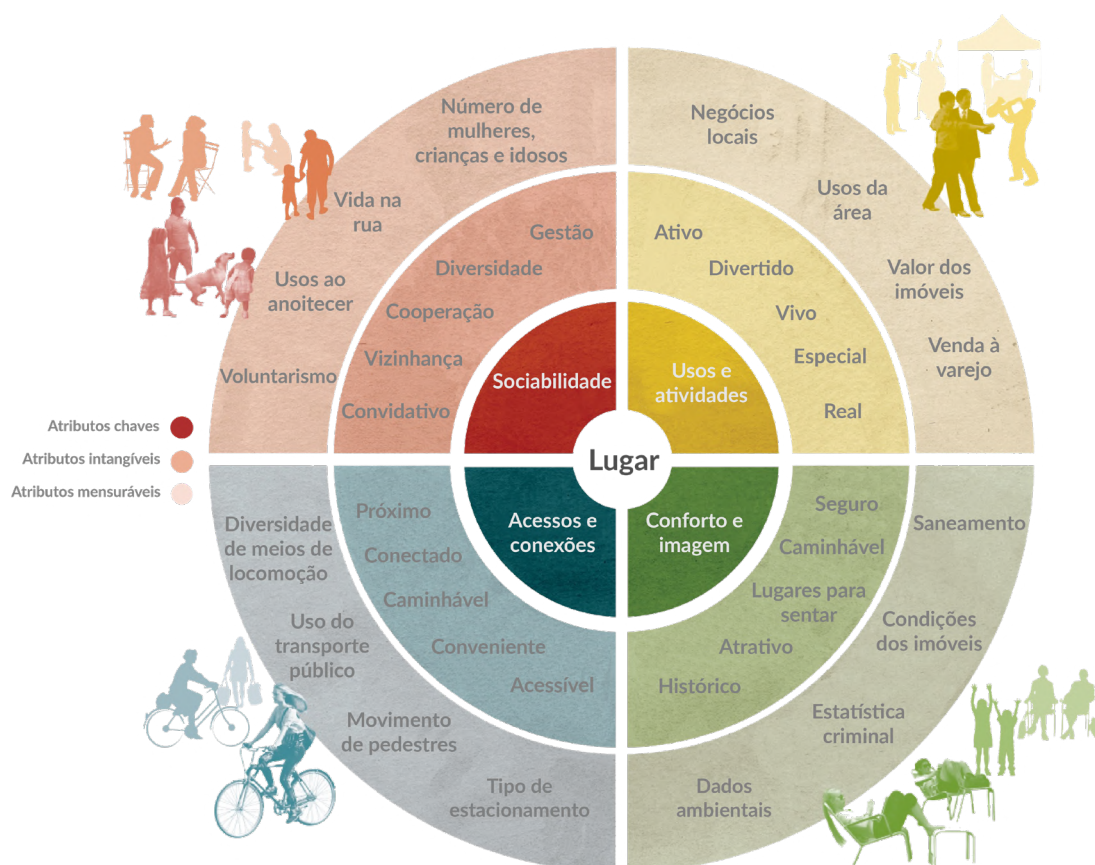 Número de
mulheres,
crianças e idosos
Vida na
rua
Usos ao
anoitecer
Voluntarismo
Gestão
Diversidade
Cooperação
Vizinhança
Convidativo
Sociabilidade
Negócios
locais
Usos da
área
Valor dos
imóveis
Venda à
varejo
Ativo
Divertido
Vivo
Especial
Real
Usos e
atividades
Lugar
Atributos chaves
Atributos intangíveis
Atributos mensuráveis
Acessos e
conexões
Próximo
Conectado
Caminhável
Conveniente
Acessível
Diversidade
de meios de
locomoção
Uso do
transporte
público
Movimento
de pedestres
Tipo de
estacionamento
Conforto e
imagem
Seguro
Caminhável
Lugares para
sentar
Atrativo
Histórico
Saneamento
Condições
dos imóveis
Estatística
criminal
Dados
ambientais